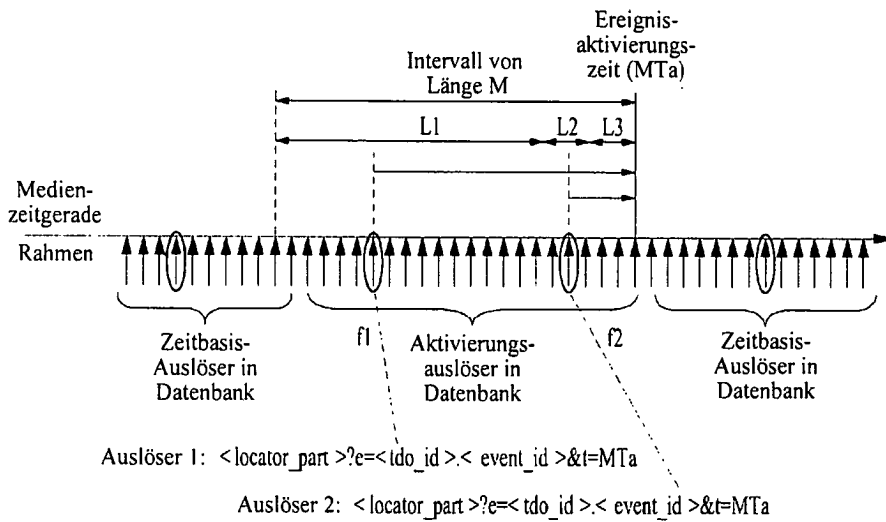 Ereignis-
aktivierungs-
zeit (MTa)
Intervall von
Länge M
L1
L2
L3
Medien-
zeitgerade
Rahmen
Zeitbasis-
Auslöser in
Datenbank
f1
Aktivierungs-
auslöser in
Datenbank
f2
Zeitbasis-
Auslöser in
Datenbank
Auslöser 1: <locator_part>?e=<tdo_id>.<event_id>&t=MTa
Auslöser 2: <locator_part>?e=<tdo_id>.<event_id>&t=MTa